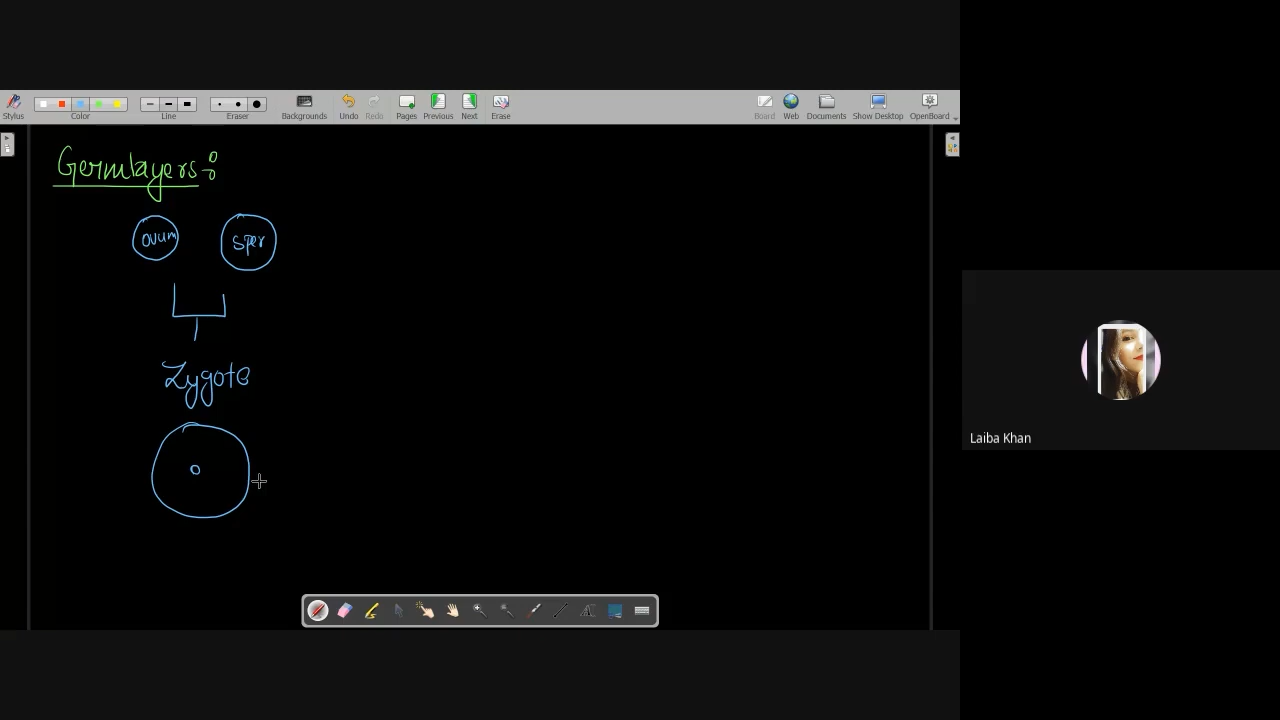 Stylus Color Line Eraser Backgrounds Undo Redo Pages Previous Next Erase Board Web Documents Show Desktop OpenBoard
Germlayers:
ovum sper
Zygote
Laiba Khan